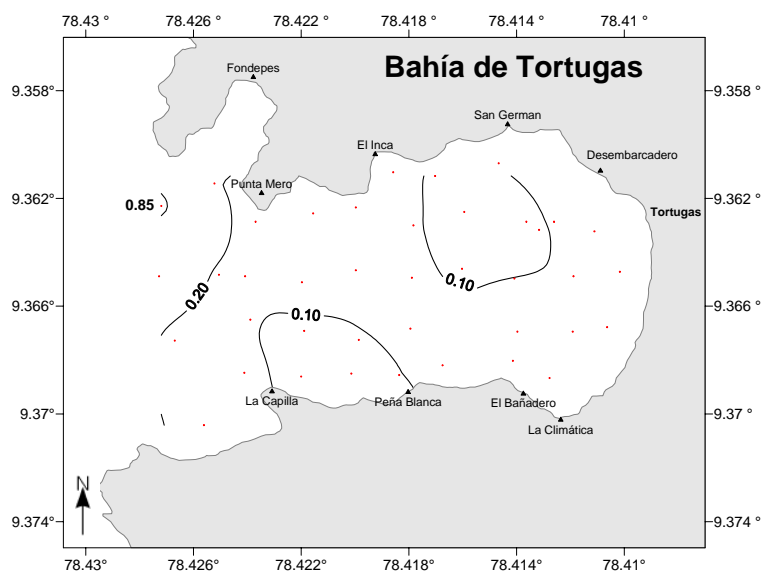 78.43 ° 78.426 ° 78.422 ° 78.418 ° 78.414 ° 78.41 °
Bahía de Tortugas
Fondepes
9.358 ° 9.358 °
San German
El Inca
Desembarcadero
Punta Mero
9.362 ° 9.362 °
0.85
Tortugas
0.10
0.20
9.366 ° 9.366 °
0.10
La Capilla Peña Blanca El Bañadero
9.37 ° 9.37 °
La Climática
N
9.374 ° 9.374 °
78.43 ° 78.426 ° 78.422 ° 78.418 ° 78.414 ° 78.41 °